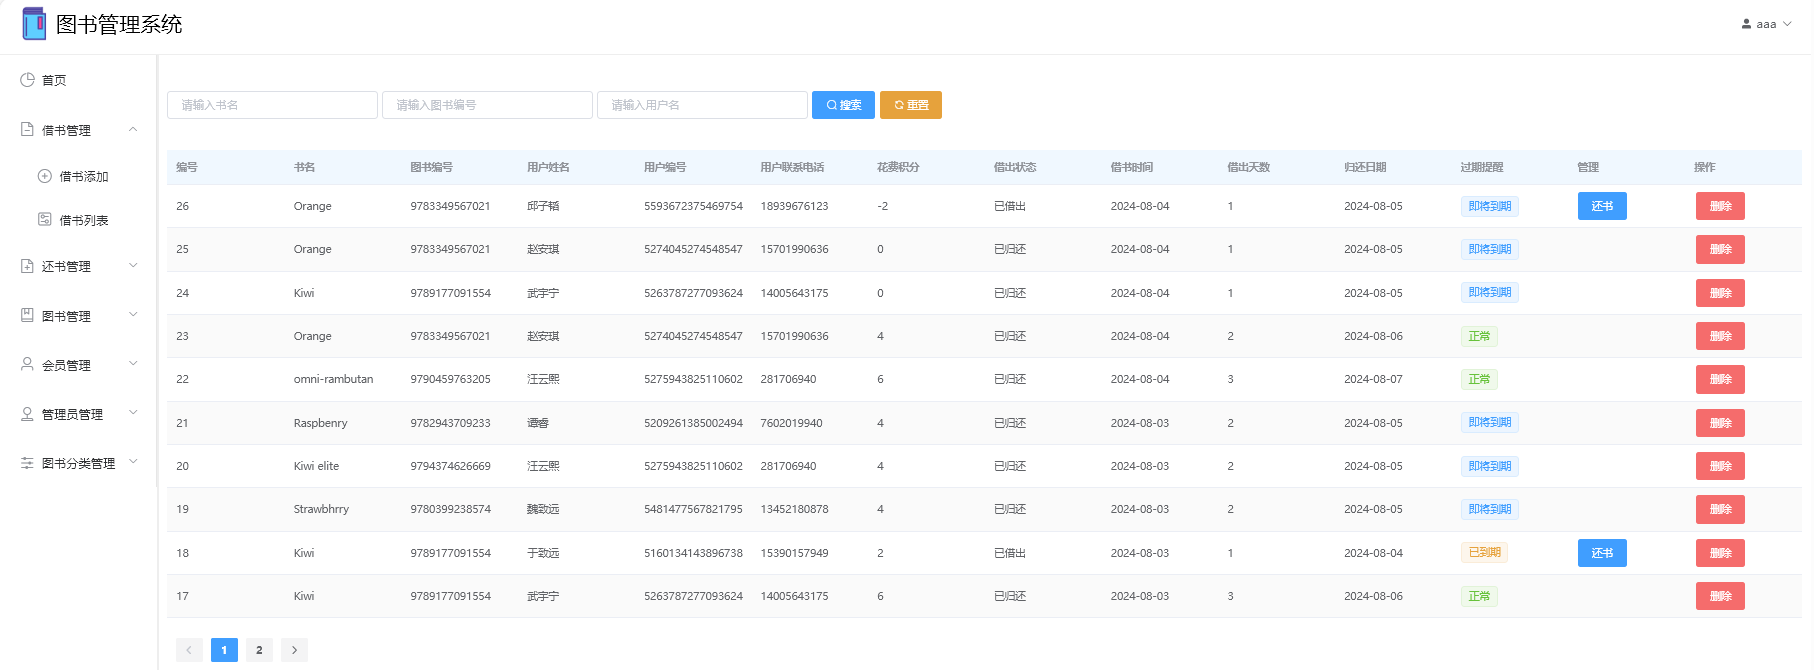 图书管理系统
aaa
首页
借书管理
借书添加
借书列表
还书管理
图书管理
会员管理
管理员管理
图书分类管理
请输入书名 请输入图书编号 请输入用户名 搜索 重置
编号 书名 图书编号 用户姓名 用户编号 用户联系电话 花费积分 借出状态 借书时间 借出天数 归还日期 过期提醒 管理 操作
26 Orange 9783349567021 邱子韬 5593672375469754 18939676123 -2 已借出 2024-08-04 1 2024-08-05 即将到期 还书 删除
25 Orange 9783349567021 赵安琪 5274045274548547 15701990636 0 已归还 2024-08-04 1 2024-08-05 即将到期 删除
24 Kiwi 9789177091554 武宇宁 5263787277093624 14005643175 0 已归还 2024-08-04 1 2024-08-05 即将到期 删除
23 Orange 9783349567021 赵安琪 5274045274548547 15701990636 4 已归还 2024-08-04 2 2024-08-06 正常 删除
22 omni-rambutan 9790459763205 汪云熙 5275943825110602 281706940 6 已归还 2024-08-04 3 2024-08-07 正常 删除
21 Raspbenry 9782943709233 谭睿 5209261385002494 7602019940 4 已归还 2024-08-03 2 2024-08-05 即将到期 删除
20 Kiwi elite 9794374626669 汪云熙 5275943825110602 281706940 4 已归还 2024-08-03 2 2024-08-05 即将到期 删除
19 Strawbhrry 9780399238574 魏致远 5481477567821795 13452180878 4 已归还 2024-08-03 2 2024-08-05 即将到期 删除
18 Kiwi 9789177091554 于致远 5160134143896738 15390157949 2 已借出 2024-08-03 1 2024-08-04 已到期 还书 删除
17 Kiwi 9789177091554 武宇宁 5263787277093624 14005643175 6 已归还 2024-08-03 3 2024-08-06 正常 删除
1 2